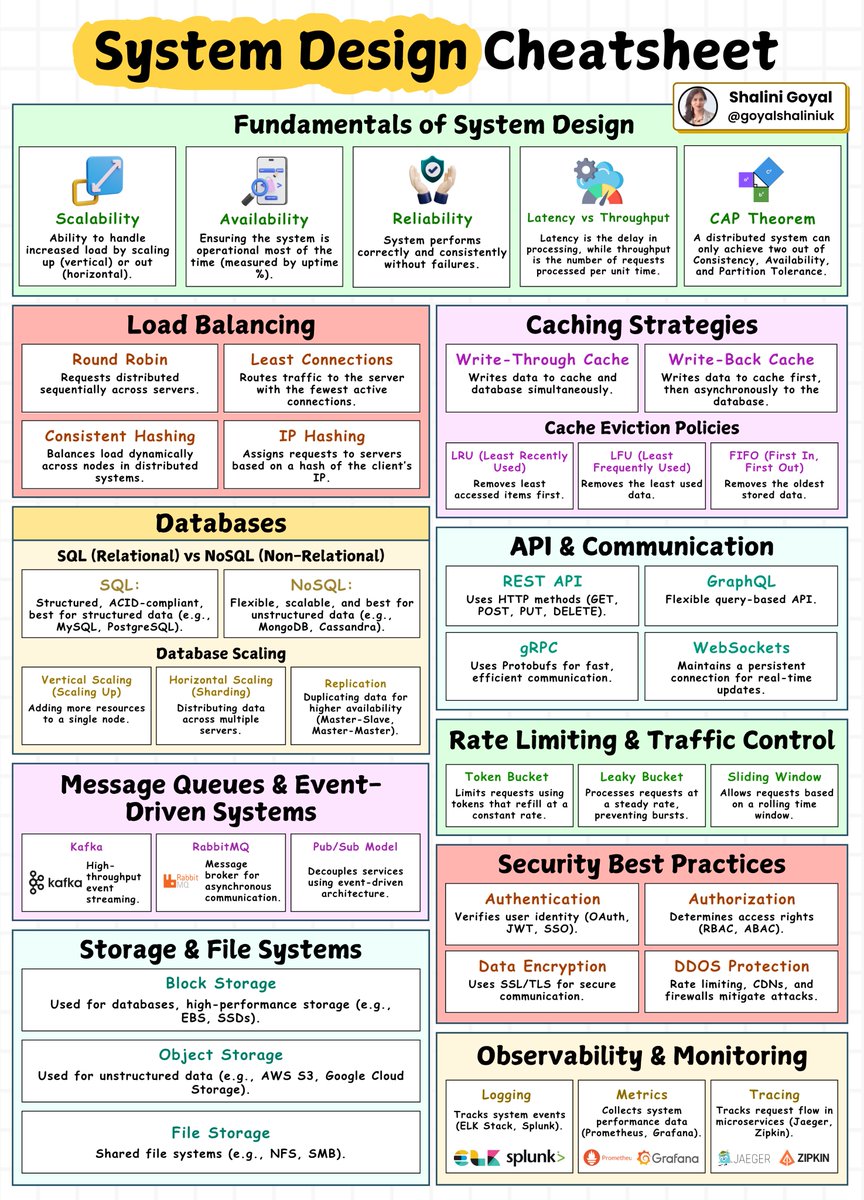 System Design Cheatsheet
Shalini Goyal
@goyalshaliniuk
Fundamentals of System Design
Scalability
Ability to handle
increased load by scaling
up (vertical) or out
(horizontal).
Availability
Ensuring the system is
operational most of the
time (measured by uptime
%).
Reliability
System performs
correctly and consistently
without failures.
Latency vs Throughput
Latency is the delay in
processing, while throughput
is the number of requests
processed per unit time.
CAP Theorem
A distributed system can
only achieve two out of
Consistency, Availability,
and Partition Tolerance.
Load Balancing
Round Robin
Requests distributed
sequentially across servers.
Least Connections
Routes traffic to the server
with the fewest active
connections.
Consistent Hashing
Balances load dynamically
across nodes in distributed
systems.
IP Hashing
Assigns requests to servers
based on a hash of the client's
IP.
Caching Strategies
Write-Through Cache
Writes data to cache and
database simultaneously.
Write-Back Cache
Writes data to cache first,
then asynchronously to the
database.
Cache Eviction Policies
LRU (Least Recently
Used)
Removes least
accessed items first.
LFU (Least
Frequently Used)
Removes the least used
data.
FIFO (First In,
First Out)
Removes the oldest
stored data.
Databases
SQL (Relational) vs NoSQL (Non-Relational)
SQL:
Structured, ACID-compliant,
best for structured data (e.g.,
MySQL, PostgreSQL).
NoSQL:
Flexible, scalable, and best for
unstructured data (e.g.,
MongoDB, Cassandra).
Database Scaling
Vertical Scaling
(Scaling Up)
Adding more resources
to a single node.
Horizontal Scaling
(Sharding)
Distributing data
across multiple
servers.
Replication
Duplicating data for
higher availability
(Master-Slave,
Master-Master).
API & Communication
REST API
Uses HTTP methods (GET,
POST, PUT, DELETE).
GraphQL
Flexible query-based API.
gRPC
Uses Protobufs for fast,
efficient communication.
WebSockets
Maintains a persistent
connection for real-time
updates.
Rate Limiting & Traffic Control
Token Bucket
Limits requests using
tokens that refill at a
constant rate.
Leaky Bucket
Processes requests at
a steady rate,
preventing bursts.
Sliding Window
Allows requests based
on a rolling time
window.
Message Queues & Event-
Driven Systems
Kafka
kafka
High-
throughput
event
streaming.
RabbitMQ
Rabbit
MQ
Message
broker for
asynchronous
communication.
Pub/Sub Model
Decouples services
using event-driven
architecture.
Security Best Practices
Authentication
Verifies user identity (OAuth,
JWT, SSO).
Authorization
Determines access rights
(RBAC, ABAC).
Data Encryption
Uses SSL/TLS for secure
communication.
DDOS Protection
Rate limiting, CDNs, and
firewalls mitigate attacks.
Storage & File Systems
Block Storage
Used for databases, high-performance storage (e.g.,
EBS, SSDs).
Object Storage
Used for unstructured data (e.g., AWS S3, Google Cloud
Storage).
File Storage
Shared file systems (e.g., NFS, SMB).
Observability & Monitoring
Logging
Tracks system events
(ELK Stack, Splunk).
ELK splunk>
Metrics
Collects system
performance data
(Prometheus, Grafana).
Prometheus Grafana
Tracing
Tracks request flow in
microservices (Jaeger,
Zipkin).
JAEGER ZIPKIN